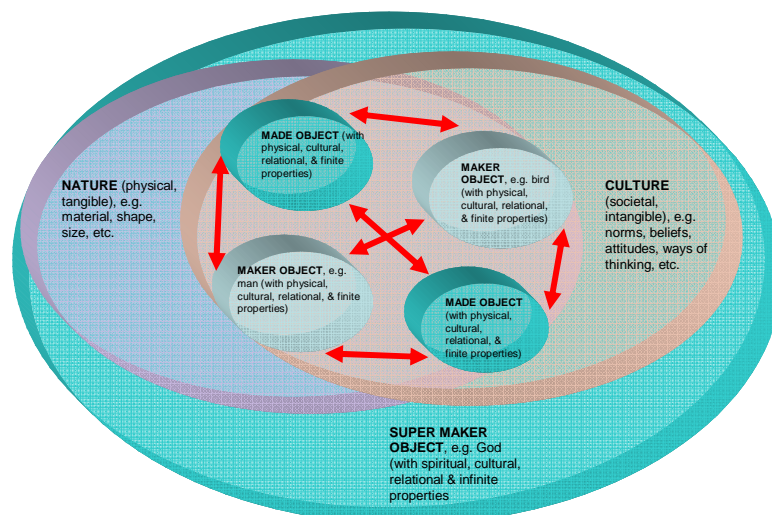 MADE OBJECT (with
physical, cultural,
relational, & finite
properties)
MAKER
OBJECT, e.g. bird
(with physical,
cultural, relational,
& finite properties)
NATURE (physical,
tangible), e.g.
material, shape,
size, etc.
CULTURE
(societal,
intangible), e.g.
norms, beliefs,
attitudes, ways of
thinking, etc.
MAKER OBJECT, e.g.
man (with physical,
cultural, relational, & finite
properties)
MADE OBJECT
(with physical,
cultural,
relational, &
finite properties)
SUPER MAKER
OBJECT, e.g. God
(with spiritual, cultural,
relational & infinite
properties